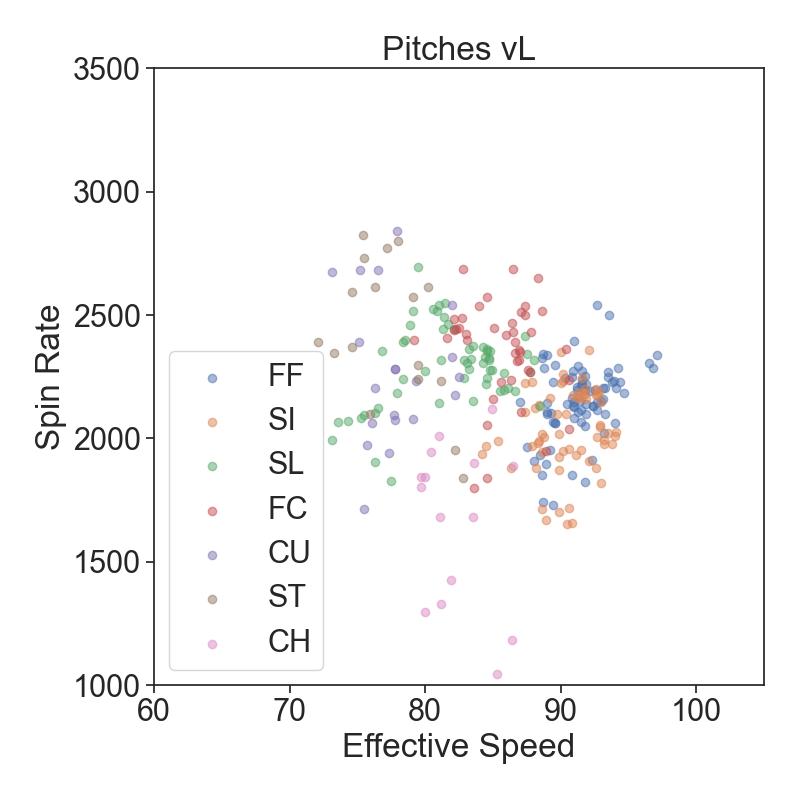 Pitches vL
3500
3000
2500
2000
1500
1000
Spin Rate
FF
SI
SL
FC
CU
ST
CH
60 70 80 90 100
Effective Speed